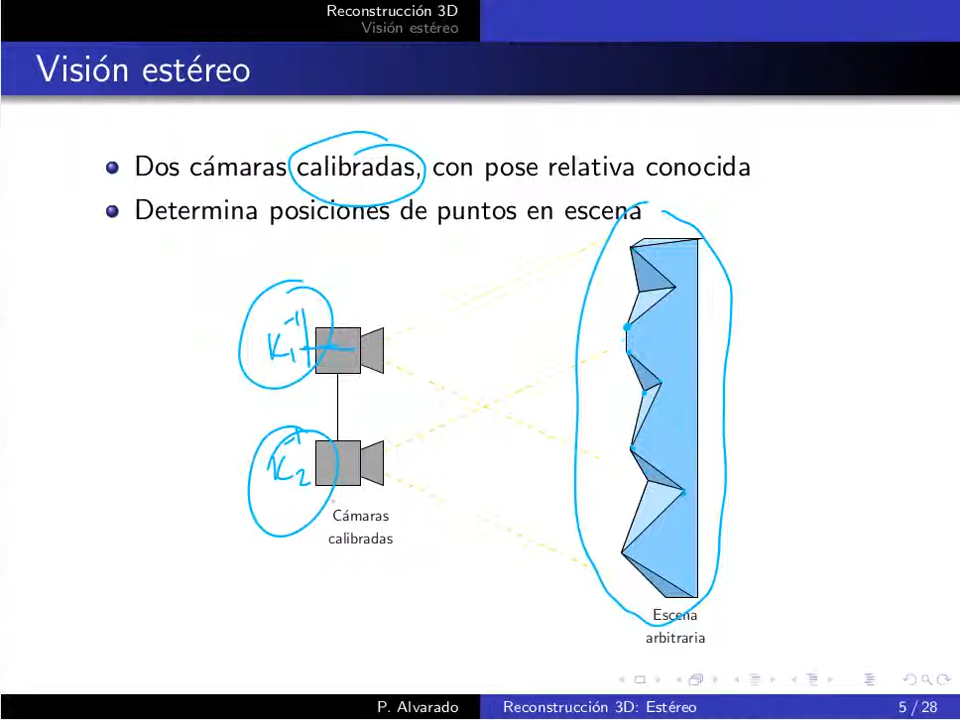 Reconstrucción 3D
Visión estéreo
Visión estéreo
Dos cámaras calibradas, con pose relativa conocida
Determina posiciones de puntos en escena
K₁⁻¹
K₂⁻¹
Cámaras
calibradas
Escena
arbitraria
P. Alvarado
Reconstrucción 3D: Estéreo
5 / 28